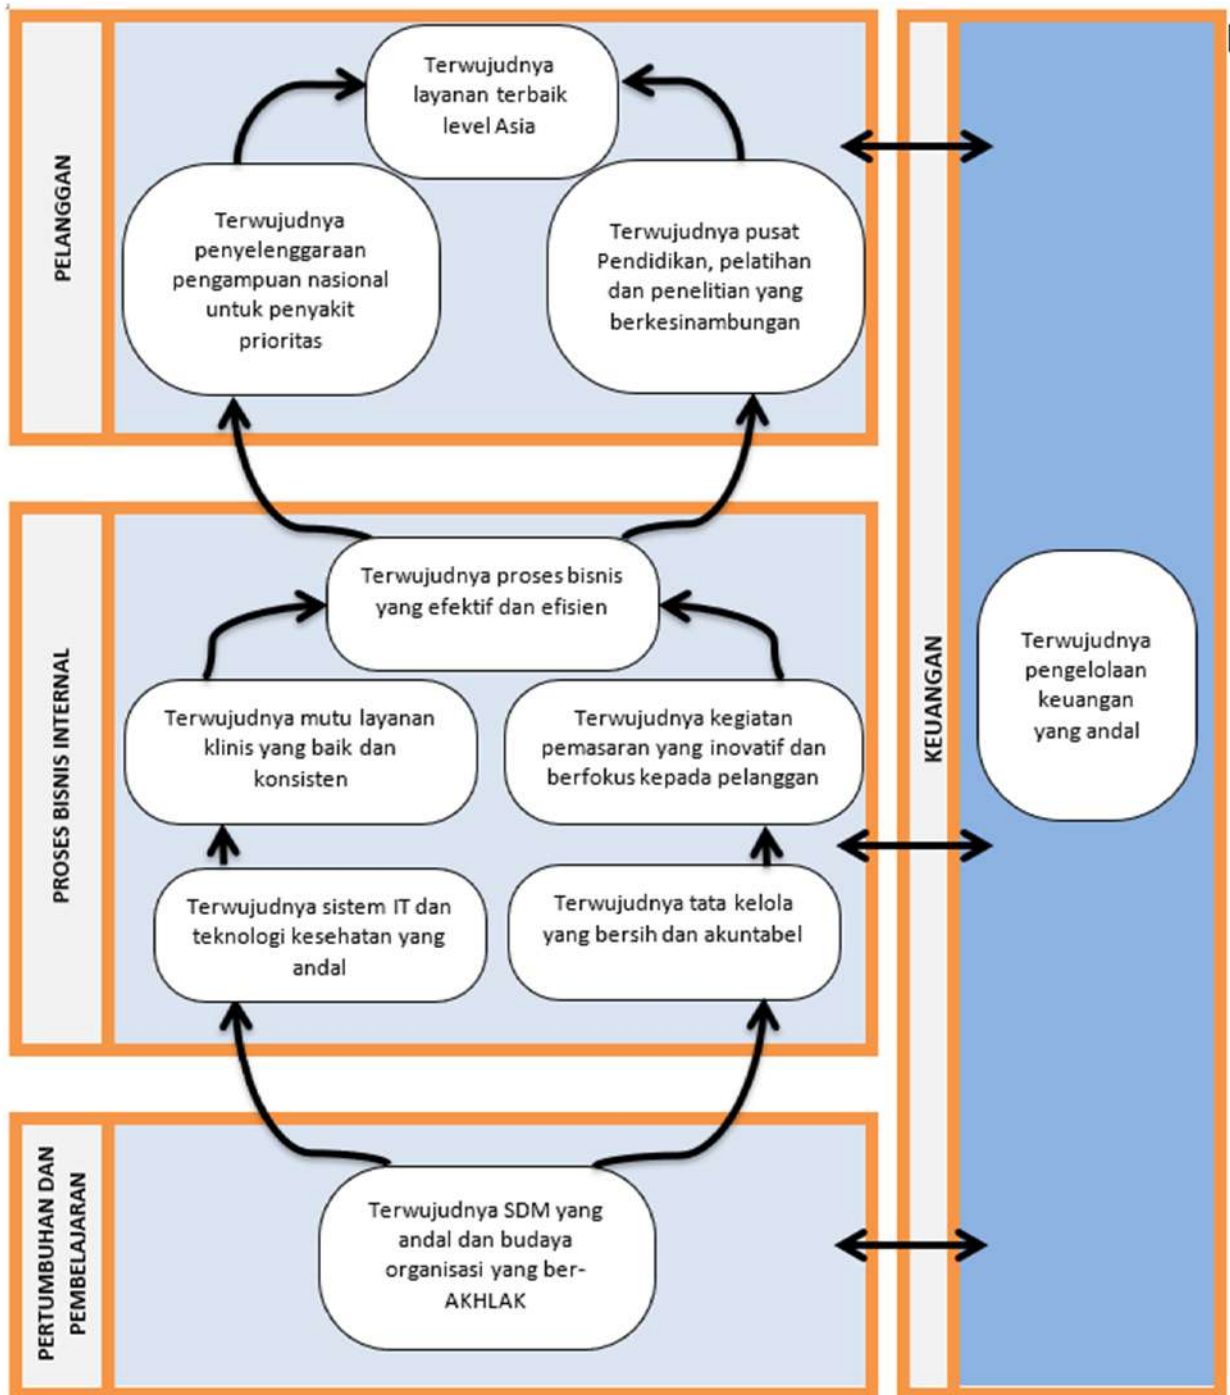 PELANGGAN
Terwujudnya
layanan terbaik
level Asia
Terwujudnya
penyelenggaraan
pengampuan nasional
untuk penyakit
prioritas
Terwujudnya pusat
Pendidikan, pelatihan
dan penelitian yang
berkesinambungan
PROSES BISNIS INTERNAL
Terwujudnya proses bisnis
yang efektif dan efisien
Terwujudnya mutu layanan
klinis yang baik dan
konsisten
Terwujudnya kegiatan
pemasaran yang inovatif dan
berfokus kepada pelanggan
Terwujudnya sistem IT dan
teknologi kesehatan yang
andal
Terwujudnya tata kelola
yang bersih dan akuntabel
PERTUMBUHAN DAN
PEMBELAJARAN
Terwujudnya SDM yang
andal dan budaya
organisasi yang ber-
AKHLAK
KEUANGAN
Terwujudnya
pengelolaan
keuangan
yang andal